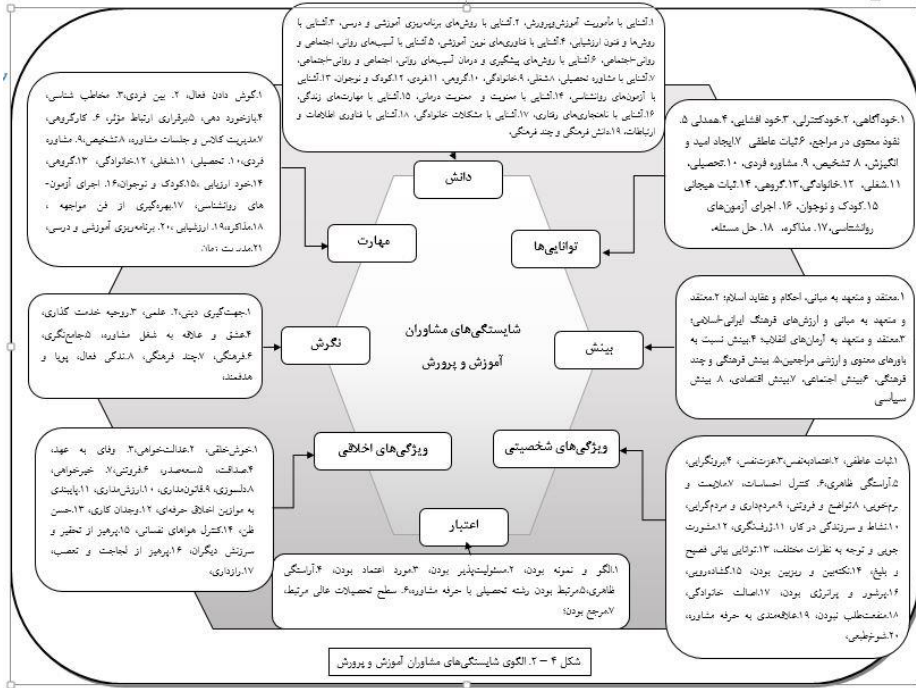 ۱.آشنایی با مأموریت آموزش‌وپرورش، ۲.آشنایی با روش‌های برنامه‌ریزی آموزشی و درسی، ۳.آشنایی با
روش‌ها و فنون ارزشیابی، ۴.آشنایی با فناوری‌های نوین آموزشی، ۵.آشنایی با آسیب‌های روانی، اجتماعی و
روانی-اجتماعی، ۶.آشنایی با روش‌های پیشگیری و درمان آسیب‌های روانی، اجتماعی و روانی-اجتماعی،
۷.آشنایی با مشاوره تحصیلی، ۸.شغلی، ۹.خانوادگی، ۱۰.گروهی، ۱۱.فردی، ۱۲.کودک و نوجوان، ۱۳.آشنایی
با آزمون‌های روانشناسی، ۱۴.آشنایی با معنویت و معنویت درمانی، ۱۵.آشنایی با مهارت‌های زندگی،
۱۶.آشنایی با ناهنجاری‌های رفتاری، ۱۷.آشنایی با مشکلات خانوادگی، ۱۸.آشنایی با فناوری اطلاعات و
ارتباطات، ۱۹.دانش فرهنگی و چند فرهنگی،
دانش
۱.خودآگاهی، ۲.خودکنترلی، ۳.خود افشایی، ۴.همدلی ۵.
نفوذ معنوی در مراجع، ۶.ثبات عاطفی ۷.ایجاد امید و
انگیزش، ۸. تشخیص، ۹. مشاوره فردی، ۱۰.تحصیلی،
۱۱.شغلی، ۱۲.خانوادگی، ۱۳.گروهی، ۱۴.ثبات هیجانی
۱۵.کودک و نوجوان، ۱۶. اجرای آزمون‌های
روانشناسی، ۱۷. مذاکره، ۱۸. حل مسئله،
توانایی‌ها
۱.گوش دادن فعال، ۲. بین فردی، ۳. مخاطب شناسی،
۴.بازخورد دهی، ۵.برقراری ارتباط مؤثر، ۶. کارگروهی،
۷.مدیریت کلاس و جلسات مشاوره، ۸.تشخیص، ۹. مشاوره
فردی، ۱۰. تحصیلی، ۱۱.شغلی، ۱۲.خانوادگی، ۱۳.گروهی،
۱۴.خود ارزیابی، ۱۵.کودک و نوجوان، ۱۶. اجرای آزمون-
های روانشناسی، ۱۷.بهره‌گیری از فن مواجهه ،
۱۸.مذاکره، ۱۹. ارزشیابی، ۲۰. برنامه‌ریزی آموزشی و درسی،
۲۱.مدیریت زمان
مهارت
شایستگی‌های مشاوران
آموزش و پرورش
۱.معتقد و متعهد به مبانی، احکام و عقاید اسلام؛ ۲.معتقد
و متعهد به مبانی و ارزش‌های فرهنگ ایرانی-اسلامی؛
۳.معتقد و متعهد به آرمان‌های انقلاب؛ ۴.بینش نسبت به
باورهای معنوی و ارزشی مراجعین، ۵. بینش فرهنگی و چند
فرهنگی، ۶.بینش اجتماعی، ۷.بینش اقتصادی، ۸. بینش
سیاسی
بینش
۱.جهت‌گیری دینی، ۲. علمی، ۳.روحیه خدمت گذاری،
۴.عشق و علاقه به شغل مشاوره، ۵.جامع‌نگری،
۶.فرهنگی، ۷.چند فرهنگی، ۸.زندگی فعال، پویا و
هدفمند،
نگرش
۱.ثبات عاطفی، ۲.اعتمادبه‌نفس، ۳.عزت‌نفس، ۴.برونگرایی،
۵.آراستگی ظاهری، ۶. کنترل احساسات، ۷.ملایمت و
نرم‌خویی، ۸.تواضع و فروتنی، ۹.مردم‌داری و مردم‌گرایی،
۱۰.نشاط و سرزندگی در کار، ۱۱.ژرف‌نگری، ۱۲.مشورت
جویی و توجه به نظرات مختلف، ۱۳.توانایی بیانی فصیح
و بلیغ، ۱۴.نکته‌بین و ریزبین بودن، ۱۵.گشاده‌رویی،
۱۶.پرشور و پرانرژی بودن، ۱۷.اصالت خانوادگی،
۱۸.منفعت‌طلب نبودن، ۱۹.علاقه‌مندی به حرفه مشاوره،
۲۰.شوخ‌طبعی،
ویژگی‌های شخصیتی
۱.خوش‌خلقی، ۲.عدالت‌خواهی، ۳. وفای به عهد،
۴.صداقت، ۵.سعه‌صدر، ۶.فروتنی، ۷. خیرخواهی،
۸.دلسوزی، ۹.قانون‌مداری، ۱۰.ارزش‌مداری، ۱۱.پایبندی
به موازین اخلاق حرفه‌ای، ۱۲.وجدان کاری، ۱۳.حسن
ظن، ۱۴.کنترل هواهای نفسانی، ۱۵.پرهیز از تحقیر و
سرزنش دیگران، ۱۶.پرهیز از لجاجت و تعصب،
۱۷.رازداری،
ویژگی‌های اخلاقی
اعتبار
۱.الگو و نمونه بودن، ۲.مسئولیت‌پذیر بودن، ۳.مورد اعتماد بودن، ۴.آراستگی
ظاهری، ۵.مرتبط بودن رشته تحصیلی با حرفه مشاوره، ۶. سطح تحصیلات عالی مرتبط،
۷.مرجع بودن؛
شکل ۴ – ۲. الگوی شایستگی‌های مشاوران آموزش و پرورش